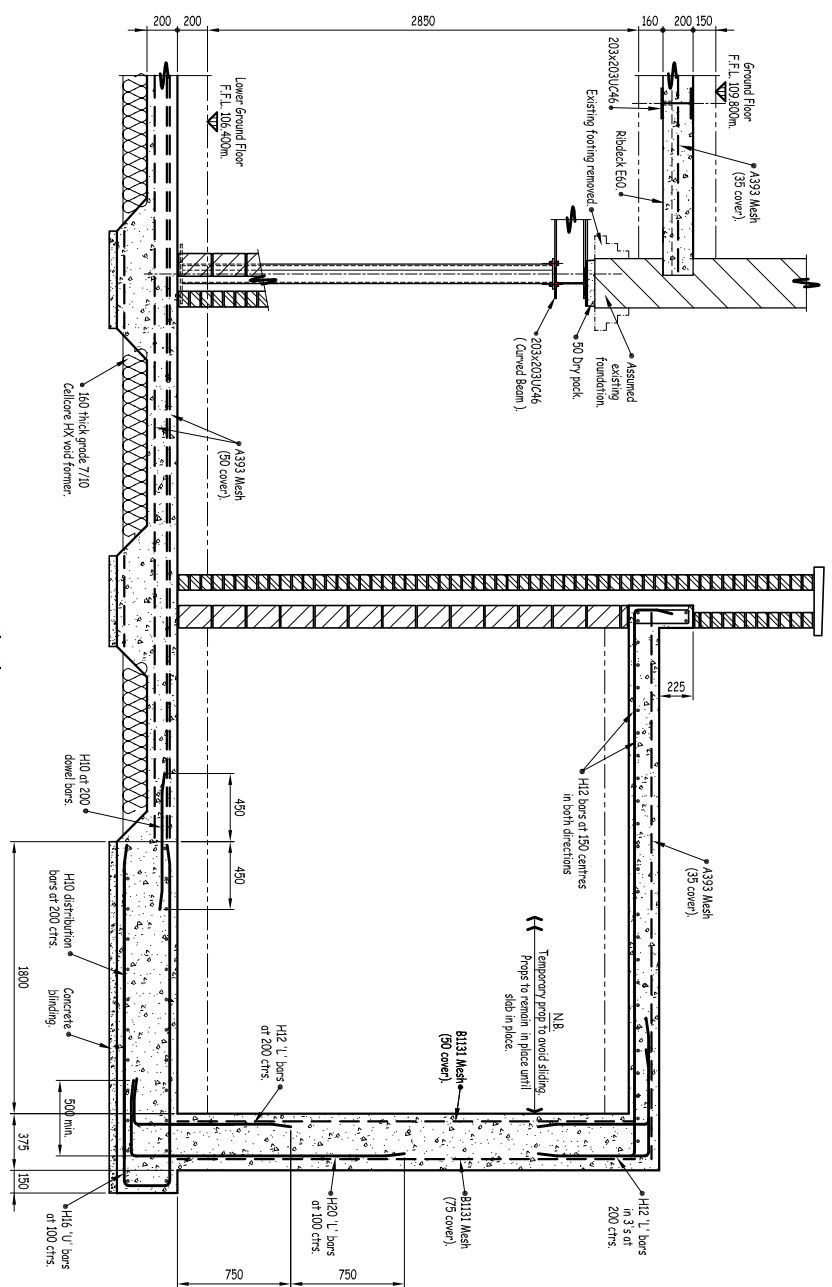 200
200
2850
160
200
150
Ground Floor
F.F.L. 109.800m.
203x203UC46
Existing footing removed.
Ribdeck E60.
A393 Mesh
(35 cover).
Lower Ground Floor
F.F.L. 106.400m.
203x203UC46
( Curved Beam ).
50 Dry pack.
Assumed
existing
foundation.
160 thick grade 7/10
Cellcore HX void former.
A393 Mesh
(50 cover).
225
H12 bars at 150 centres
in both directions
A393 Mesh
(35 cover).
H10 at 200
dowel bars.
450
450
N.B.
Temporary prop to avoid sliding.
Props to remain in place until
slab in place.
H10 distribution
bars at 200 ctrs.
Concrete
blinding.
1800
H12 'L' bars
at 200 ctrs.
B1131 Mesh
(50 cover).
500 min.
375
150
H16 'U' bars
at 100 ctrs.
H20 'L' bars
at 100 ctrs.
B1131 Mesh
(75 cover).
H12 'L' bars
in 3's at
200 ctrs.
750
750